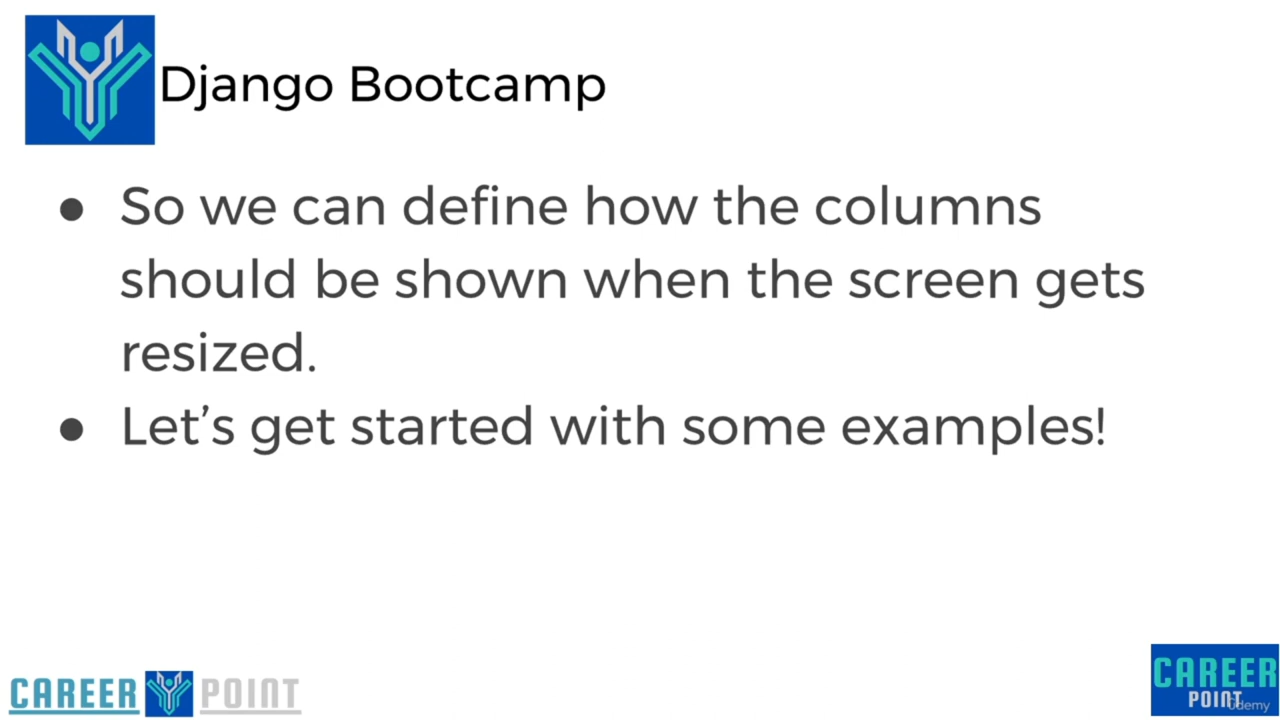 Django Bootcamp
● So we can define how the columns
should be shown when the screen gets
resized.
● Let’s get started with some examples!
CAREER POINT
CAREER
POINT
ûdemy